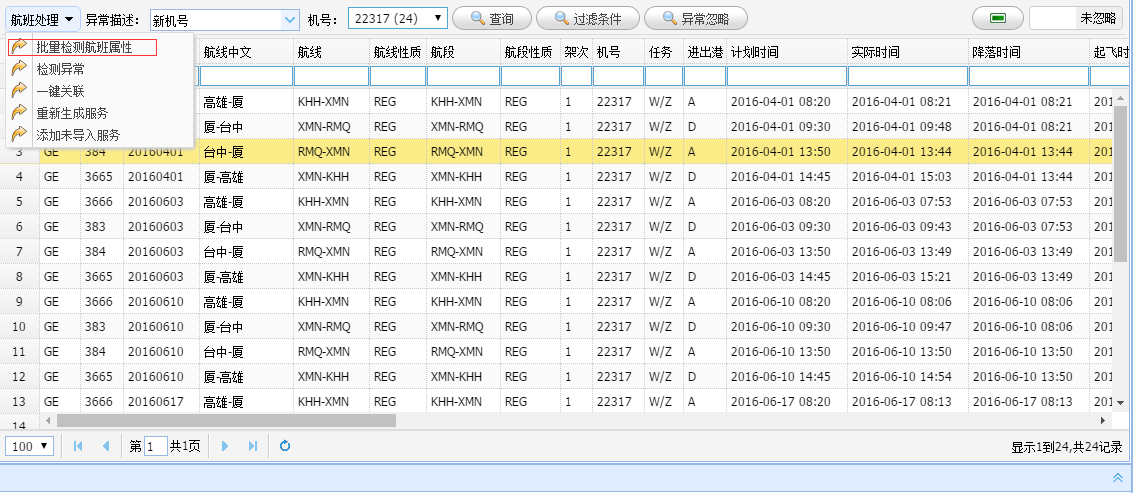 航班处理 异常描述: 新机号 机号: 22317 (24) 查询 过滤条件 异常忽略 未忽略
批量检测航班属性
检测异常
一键关联
重新生成服务
添加未导入服务
航线中文 航线 航线性质 航段 航段性质 架次 机号 任务 进出港 计划时间 实际时间 降落时间 起飞时
高雄-厦 KHH-XMN REG KHH-XMN REG 1 22317 W/Z A 2016-04-01 08:20 2016-04-01 08:21 2016-04-01 08:21 201
厦-台中 XMN-RMQ REG XMN-RMQ REG 1 22317 W/Z D 2016-04-01 09:30 2016-04-01 09:48 2016-04-01 08:21 201
3 GE 384 20160401 台中-厦 RMQ-XMN REG RMQ-XMN REG 1 22317 W/Z A 2016-04-01 13:50 2016-04-01 13:44 2016-04-01 13:44 201
4 GE 3665 20160401 厦-高雄 XMN-KHH REG XMN-KHH REG 1 22317 W/Z D 2016-04-01 14:45 2016-04-01 15:03 2016-04-01 13:44 201
5 GE 3666 20160603 高雄-厦 KHH-XMN REG KHH-XMN REG 1 22317 W/Z A 2016-06-03 08:20 2016-06-03 07:53 2016-06-03 07:53 201
6 GE 383 20160603 厦-台中 XMN-RMQ REG XMN-RMQ REG 1 22317 W/Z D 2016-06-03 09:30 2016-06-03 09:43 2016-06-03 07:53 201
7 GE 384 20160603 台中-厦 RMQ-XMN REG RMQ-XMN REG 1 22317 W/Z A 2016-06-03 13:50 2016-06-03 13:49 2016-06-03 13:49 201
8 GE 3665 20160603 厦-高雄 XMN-KHH REG XMN-KHH REG 1 22317 W/Z D 2016-06-03 14:45 2016-06-03 15:21 2016-06-03 13:49 201
9 GE 3666 20160610 高雄-厦 KHH-XMN REG KHH-XMN REG 1 22317 W/Z A 2016-06-10 08:20 2016-06-10 08:06 2016-06-10 08:06 201
10 GE 383 20160610 厦-台中 XMN-RMQ REG XMN-RMQ REG 1 22317 W/Z D 2016-06-10 09:30 2016-06-10 09:47 2016-06-10 08:06 201
11 GE 384 20160610 台中-厦 RMQ-XMN REG RMQ-XMN REG 1 22317 W/Z A 2016-06-10 13:50 2016-06-10 13:50 2016-06-10 13:50 201
12 GE 3665 20160610 厦-高雄 XMN-KHH REG XMN-KHH REG 1 22317 W/Z D 2016-06-10 14:45 2016-06-10 14:54 2016-06-10 13:50 201
13 GE 3666 20160617 高雄-厦 KHH-XMN REG KHH-XMN REG 1 22317 W/Z A 2016-06-17 08:20 2016-06-17 08:13 2016-06-17 08:13 201
14
100 第 1 共1页 显示1到24,共24记录